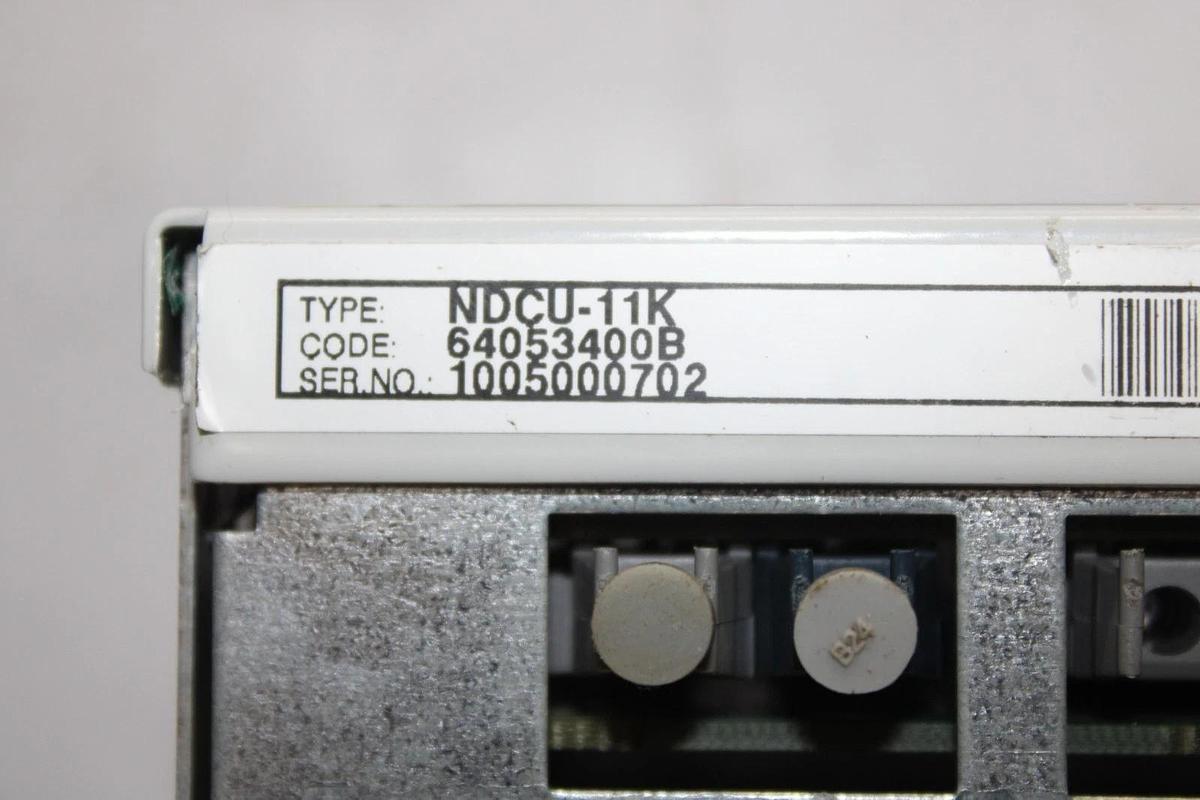 TYPE: NDCU-11K
CODE: 64053400B
SER.NO.: 1005000702
B24